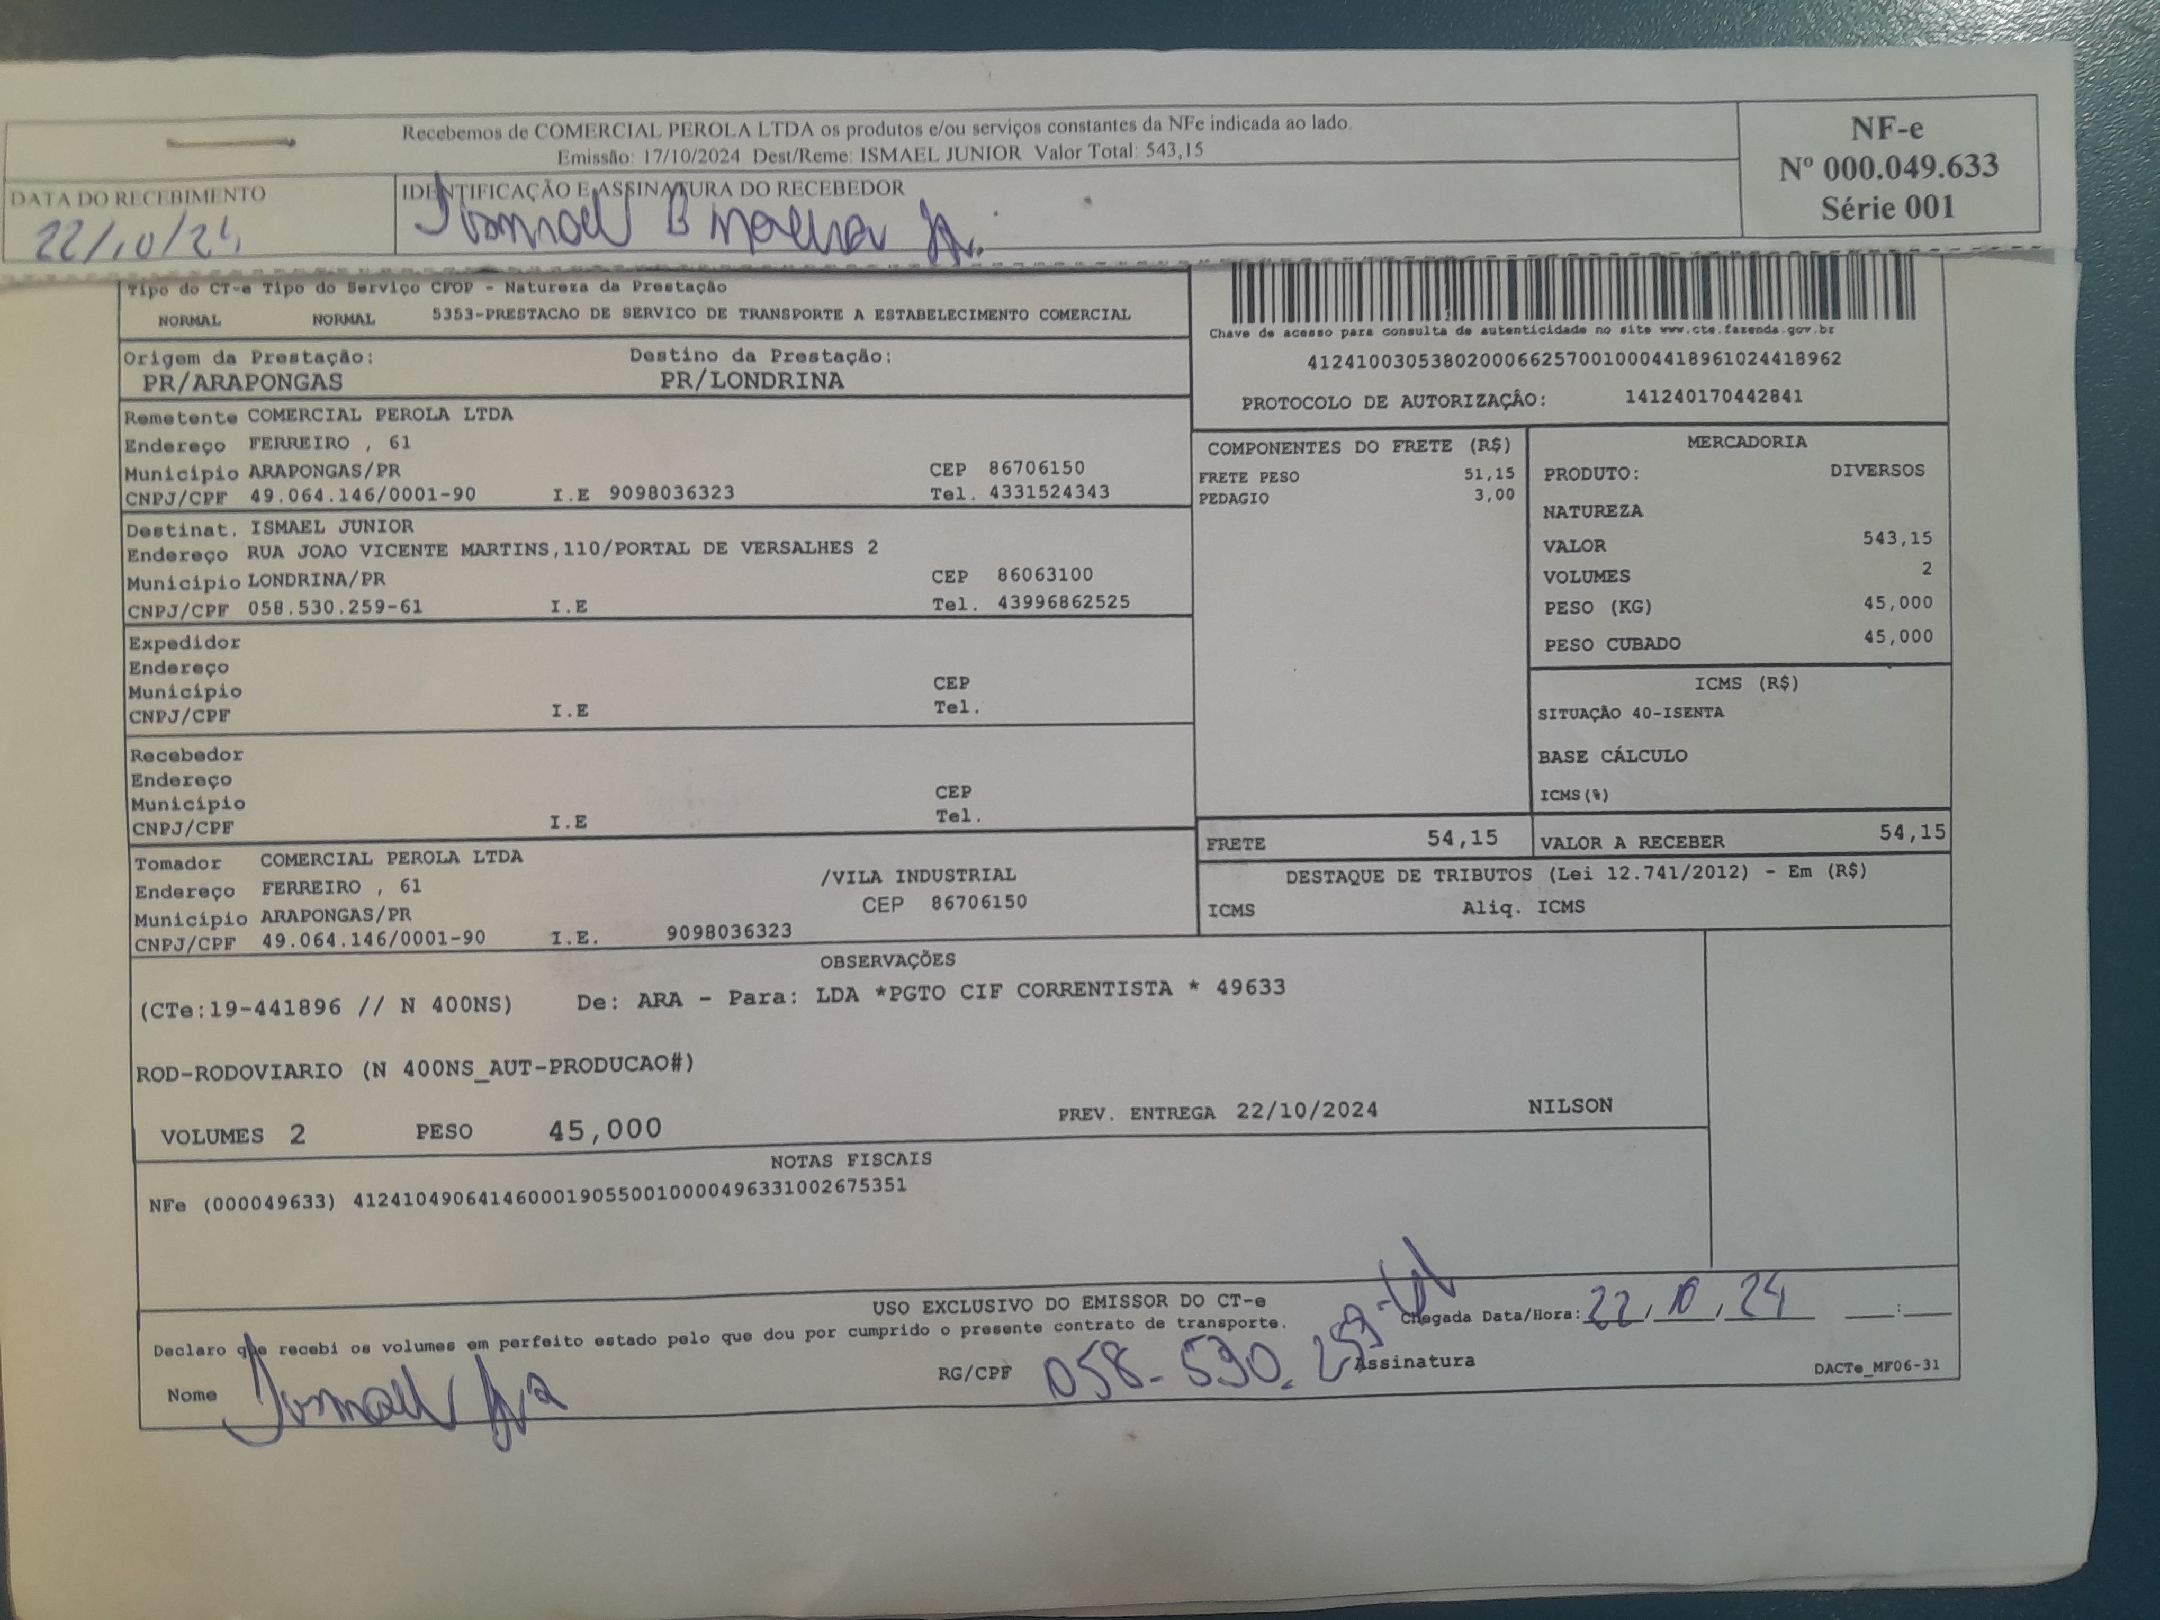 Recebemos de COMERCIAL PEROLA LTDA os produtos e/ou serviços constantes da NFe indicada ao lado.
Emissão: 17/10/2024 Dest/Reme: ISMAEL JUNIOR Valor Total: 543,15
NF-e
Nº 000.049.633
Série 001
DATA DO RECEBIMENTO
22/10/24
IDENTIFICAÇÃO E ASSINATURA DO RECEBEDOR
Tipo do CT-e Tipo do Serviço CFOP - Natureza da Prestação
NORMAL NORMAL 5353-PRESTACAO DE SERVICO DE TRANSPORTE A ESTABELECIMENTO COMERCIAL
Chave de acesso para consulta de autenticidade no site www.cte.fazenda.gov.br
41241003053802000662570010004418961024418962
PROTOCOLO DE AUTORIZAÇÃO: 141240170442841
Origem da Prestação: Destino da Prestação:
PR/ARAPONGAS PR/LONDRINA
Remetente COMERCIAL PEROLA LTDA
Endereço FERREIRO , 61
Município ARAPONGAS/PR CEP 86706150
CNPJ/CPF 49.064.146/0001-90 I.E 9098036323 Tel. 4331524343
Destinat. ISMAEL JUNIOR
Endereço RUA JOAO VICENTE MARTINS,110/PORTAL DE VERSALHES 2
Município LONDRINA/PR CEP 86063100
CNPJ/CPF 058.530.259-61 I.E Tel. 43996862525
Expedidor
Endereço
Município CEP
CNPJ/CPF I.E Tel.
Recebedor
Endereço
Município CEP
CNPJ/CPF I.E Tel.
Tomador COMERCIAL PEROLA LTDA
Endereço FERREIRO , 61 /VILA INDUSTRIAL
Município ARAPONGAS/PR CEP 86706150
CNPJ/CPF 49.064.146/0001-90 I.E. 9098036323
COMPONENTES DO FRETE (R$)
FRETE PESO 51,15
PEDAGIO 3,00
MERCADORIA
PRODUTO: DIVERSOS
NATUREZA
VALOR 543,15
VOLUMES 2
PESO (KG) 45,000
PESO CUBADO 45,000
ICMS (R$)
SITUAÇÃO 40-ISENTA
BASE CÁLCULO
ICMS(%)
FRETE 54,15 VALOR A RECEBER 54,15
DESTAQUE DE TRIBUTOS (Lei 12.741/2012) - Em (R$)
ICMS Aliq. ICMS
OBSERVAÇÕES
(CTe:19-441896 // N 400NS) De: ARA - Para: LDA *PGTO CIF CORRENTISTA * 49633
ROD-RODOVIARIO (N 400NS_AUT-PRODUCAO#)
VOLUMES 2 PESO 45,000 PREV. ENTREGA 22/10/2024 NILSON
NOTAS FISCAIS
NFe (000049633) 41241049064146000190550010000496331002675351
USO EXCLUSIVO DO EMISSOR DO CT-e
Declaro que recebi os volumes em perfeito estado pelo que dou por cumprido o presente contrato de transporte.
Chegada Data/Hora: 22/10/24 __:__
Nome Ismael Jr RG/CPF 058-530.259-61 Assinatura
DACTe_MF06-31